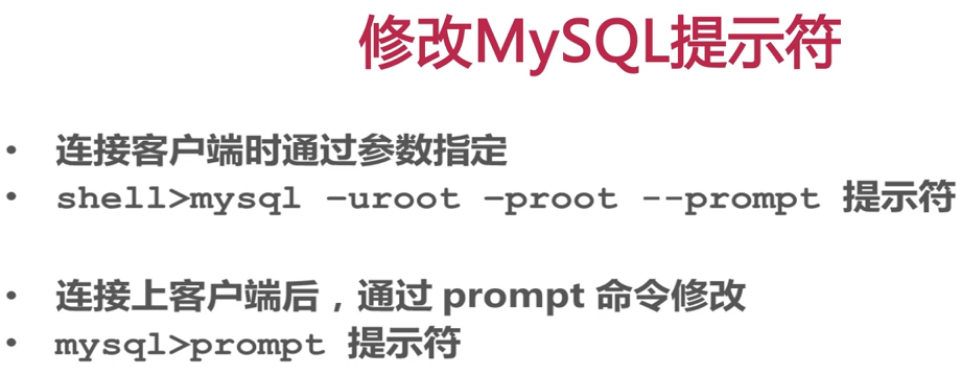 修改MySQL提示符
• 连接客户端时通过参数指定
• shell>mysql –uroot –proot --prompt 提示符
• 连接上客户端后，通过 prompt 命令修改
• mysql>prompt 提示符